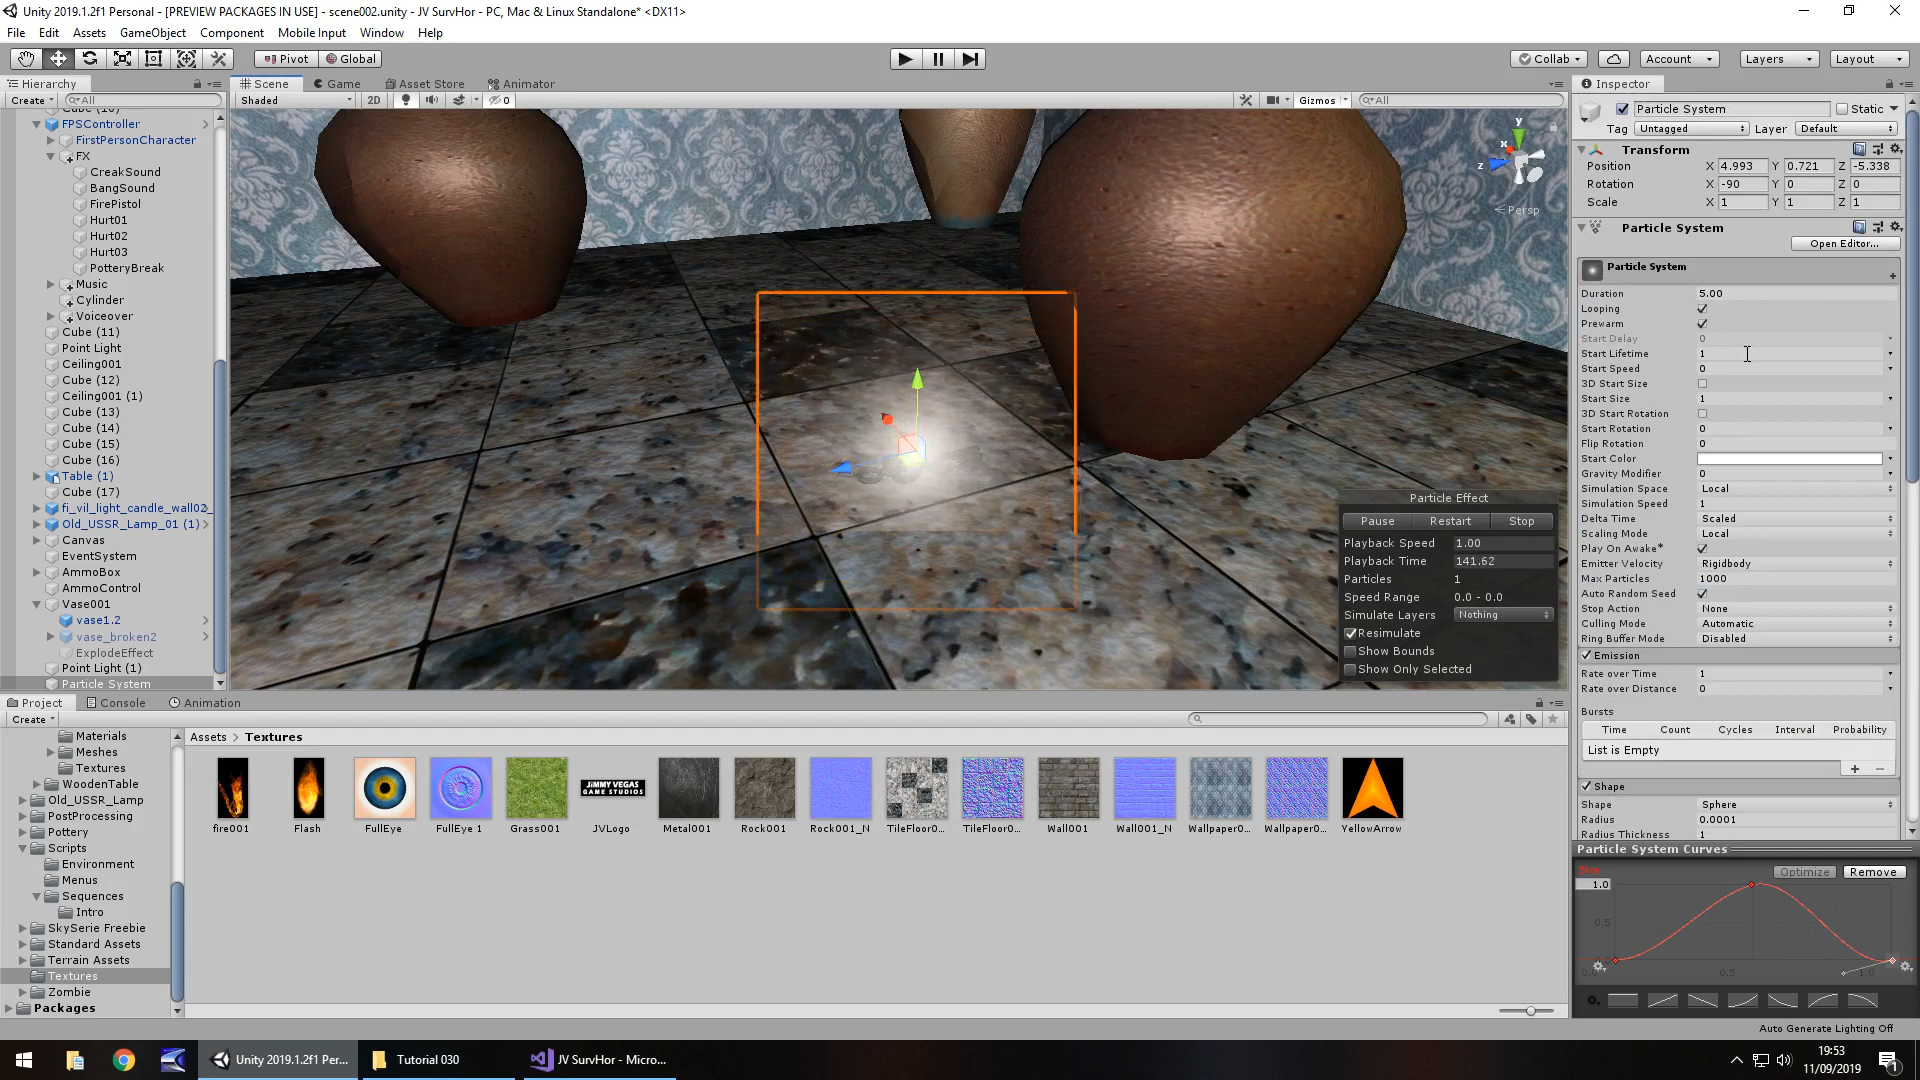 Unity 2019.1.2f1 Personal - [PREVIEW PACKAGES IN USE] - scene002.unity - JV SurvHor - PC, Mac & Linux Standalone* <DX11>
File Edit Assets GameObject Component Mobile Input Window Help
Pivot Global Collab Account Layers Layout
Hierarchy
Create All
FPSController
FirstPersonCharacter
FX
CreakSound
BangSound
FirePistol
Hurt01
Hurt02
Hurt03
PotteryBreak
Music
Cylinder
Voiceover
Cube (11)
Point Light
Ceiling001
Cube (12)
Ceiling001 (1)
Cube (13)
Cube (14)
Cube (15)
Cube (16)
Table (1)
Cube (17)
fi_vil_light_candle_wall02_
Old_USSR_Lamp_01 (1)
Canvas
EventSystem
AmmoBox
AmmoControl
Vase001
vase1.2
vase_broken2
ExplodeEffect
Point Light (1)
Particle System
Scene Game Asset Store Animator
Shaded 2D 0 Gizmos All
y
x
z
Persp
Particle Effect
Pause Restart Stop
Playback Speed 1.00
Playback Time 141.62
Particles 1
Speed Range 0.0 - 0.0
Simulate Layers Nothing
Resimulate
Show Bounds
Show Only Selected
Inspector
Particle System Static
Tag Untagged Layer Default
Transform
Position X 4.993 Y 0.721 Z -5.338
Rotation X -90 Y 0 Z 0
Scale X 1 Y 1 Z 1
Particle System
Open Editor...
Particle System
Duration 5.00
Looping
Prewarm
Start Delay 0
Start Lifetime 1
Start Speed 0
3D Start Size
Start Size 1
3D Start Rotation
Start Rotation 0
Flip Rotation 0
Start Color
Gravity Modifier 0
Simulation Space Local
Simulation Speed 1
Delta Time Scaled
Scaling Mode Local
Play On Awake*
Emitter Velocity Rigidbody
Max Particles 1000
Auto Random Seed
Stop Action None
Culling Mode Automatic
Ring Buffer Mode Disabled
Emission
Rate over Time 1
Rate over Distance 0
Bursts
Time Count Cycles Interval Probability
List is Empty
Shape
Shape Sphere
Radius 0.0001
Radius Thickness 1
Particle System Curves
Optimize Remove
1.0
0.5
0.0 0.5 1.0
Project Console Animation
Create
Materials
Meshes
Textures
WoodenTable
Old_USSR_Lamp
PostProcessing
Pottery
Scripts
Environment
Menus
Sequences
Intro
SkySerie Freebie
Standard Assets
Terrain Assets
Textures
Zombie
Packages
Assets > Textures
JIMMY VEGAS
GAME STUDIOS
fire001 Flash FullEye FullEye 1 Grass001 JVLogo Metal001 Rock001 Rock001_N TileFloor0... TileFloor0... Wall001 Wall001_N Wallpaper0... Wallpaper0... YellowArrow
Auto Generate Lighting Off
Unity 2019.1.2f1 Per... Tutorial 030 JV SurvHor - Micro...
19:53
11/09/2019
1